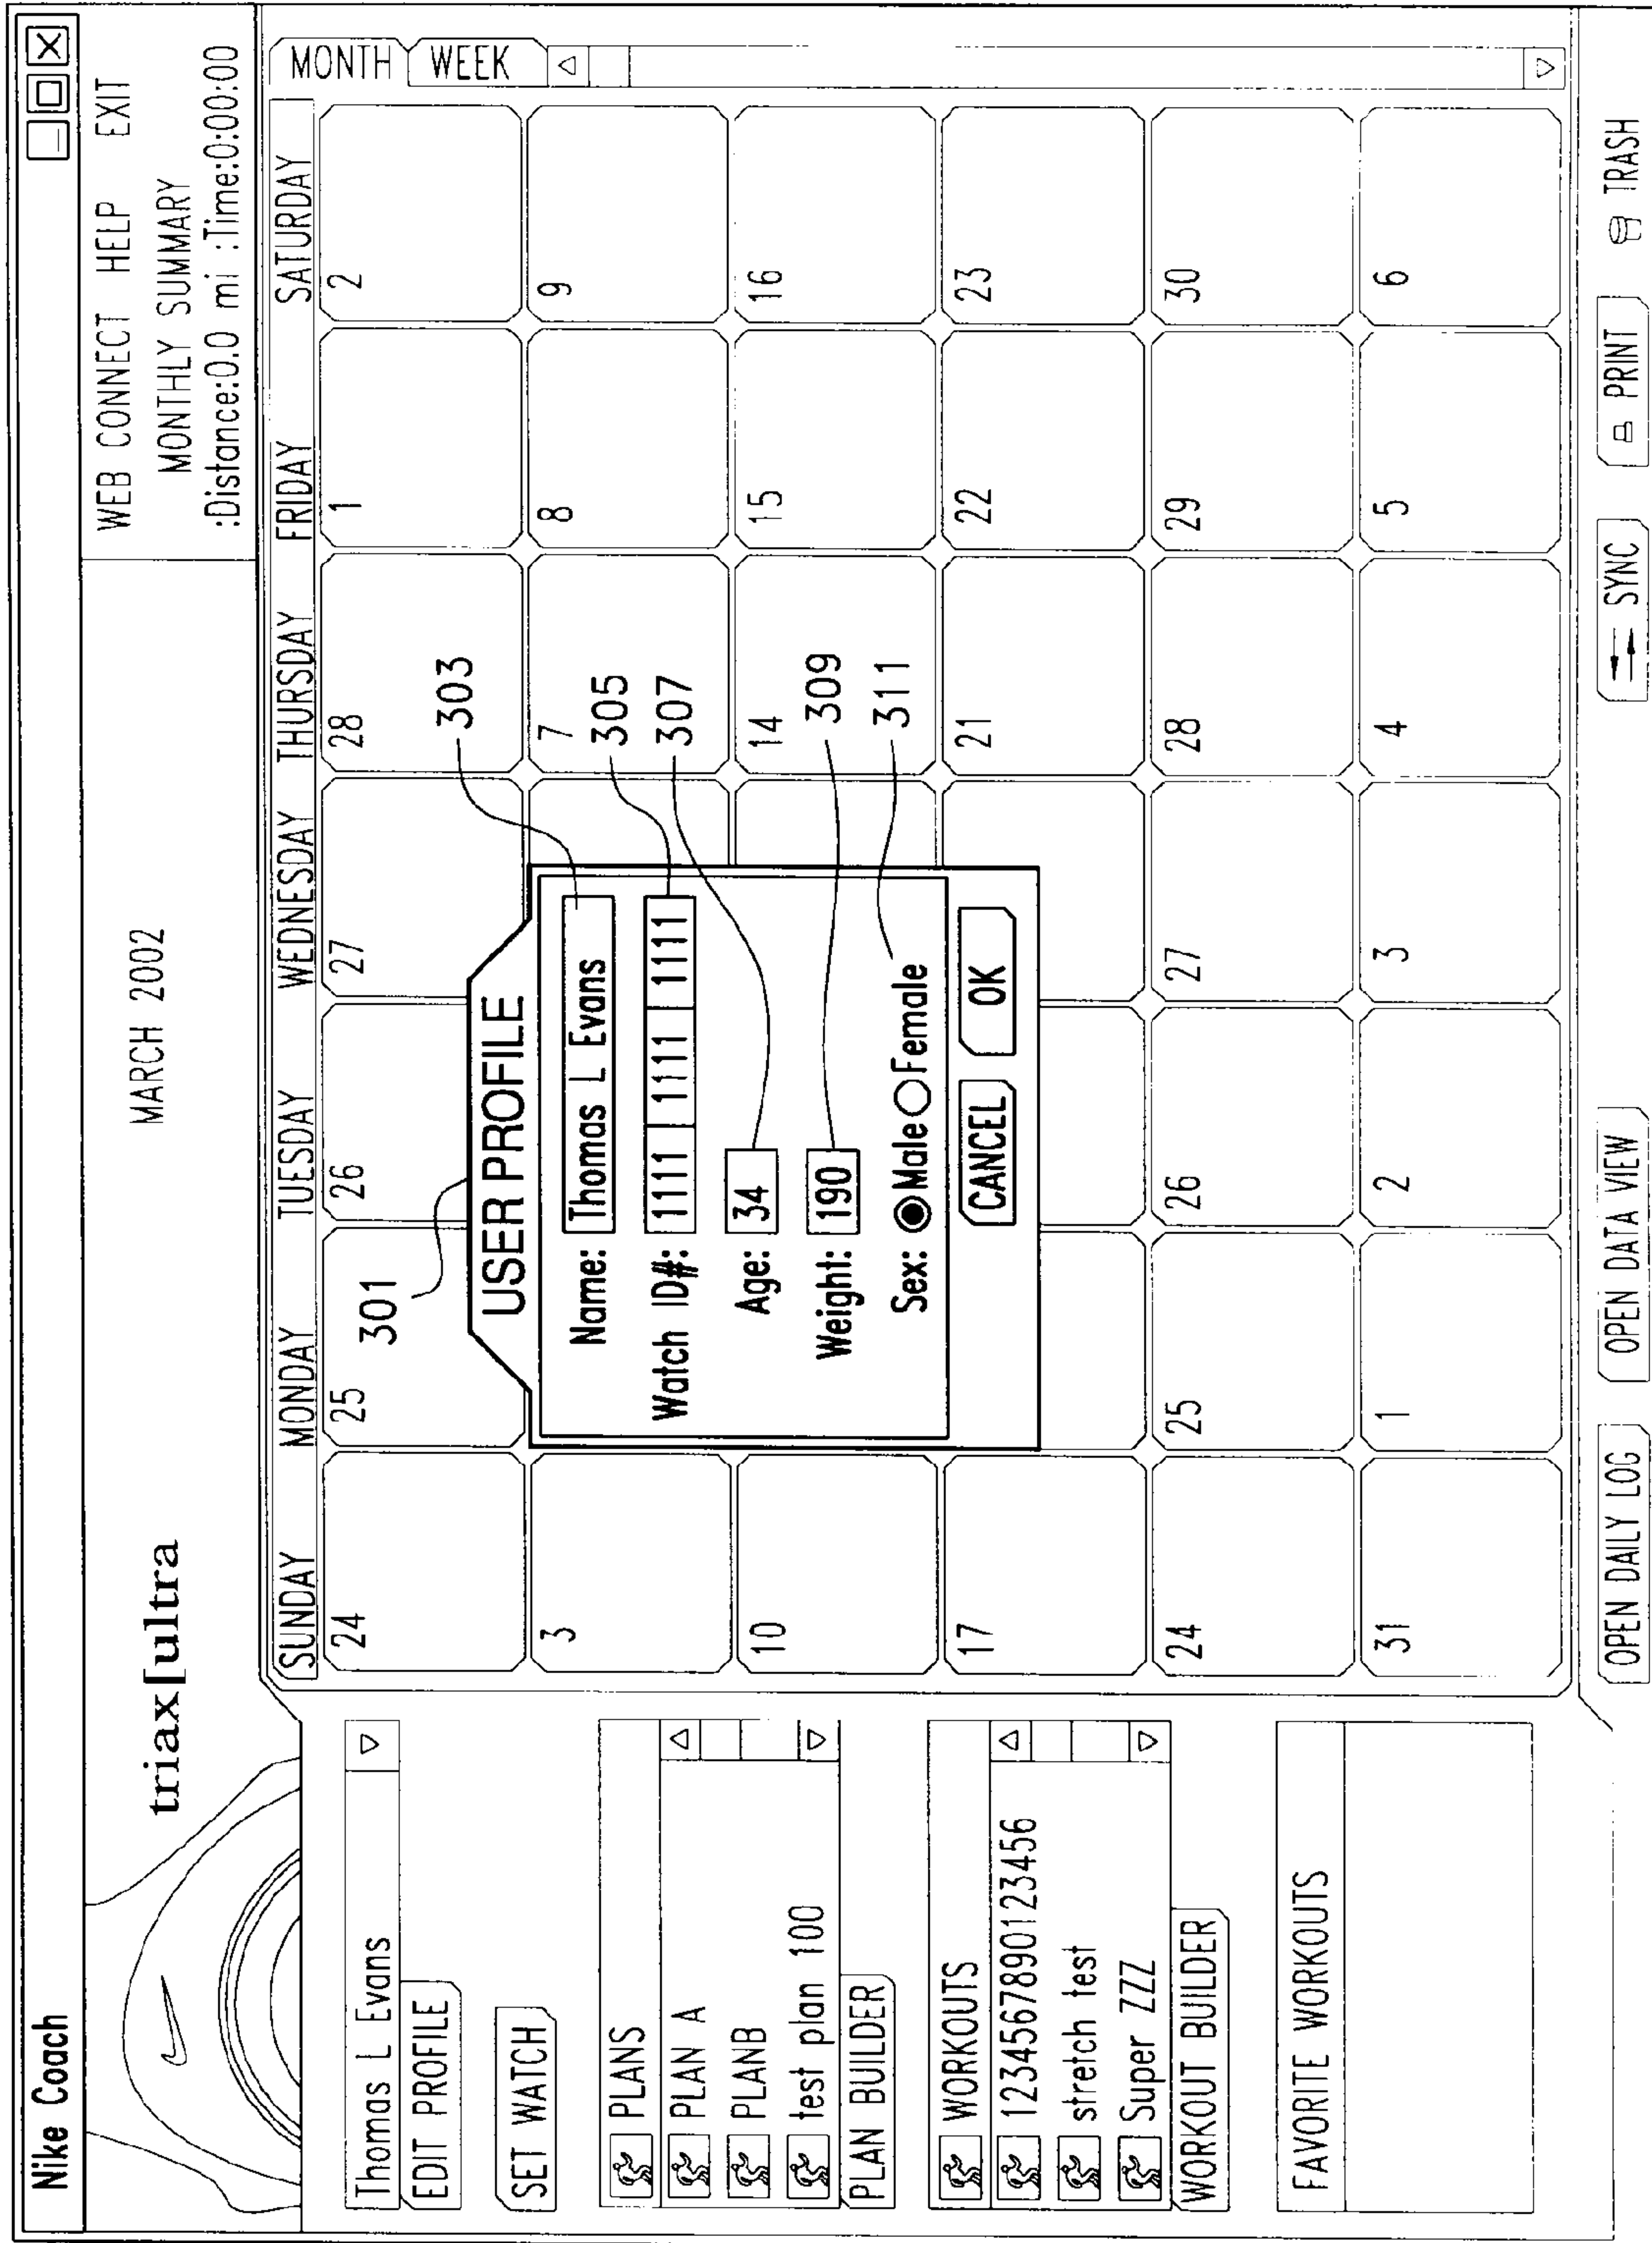 Nike Coach
triax[ultra
MARCH 2002
WEB CONNECT HELP EXIT
MONTHLY SUMMARY
:Distance:0.0 mi :Time:0:00:00
Thomas L Evans
EDIT PROFILE
SET WATCH
PLANS
PLAN A
PLANB
test plan 100
PLAN BUILDER
WORKOUTS
12345678901234​56
stretch test
Super ZZZ
WORKOUT BUILDER
FAVORITE WORKOUTS
SUNDAY MONDAY TUESDAY WEDNESDAY THURSDAY FRIDAY SATURDAY
MONTH
WEEK
24 25 26 27 28 1 2
3 7 8 9
10 14 15 16
17 21 22 23
24 25 26 27 28 29 30
31 1 2 3 4 5 6
301
USER PROFILE
Name: Thomas L Evans
303
Watch ID#: 1111 1111 1111
305
Age: 34
307
Weight: 190
309
Sex: Male Female
311
CANCEL OK
OPEN DAILY LOG OPEN DATA VIEW SYNC PRINT TRASH